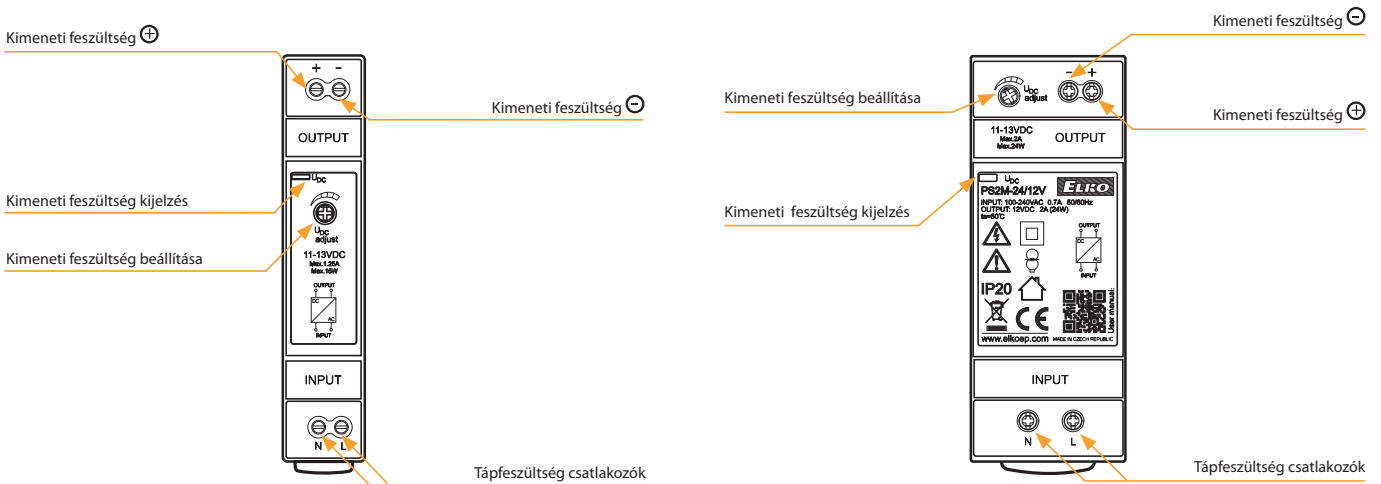 Kimeneti feszültség ⊕
+ -
Kimeneti feszültség ⊖
OUTPUT
UDC
Kimeneti feszültség kijelzés
UDC
adjust
Kimeneti feszültség beállítása
11-13VDC
Max.1.25A
Max.15W
OUTPUT
DC
AC
INPUT
INPUT
N L
Tápfeszültség csatlakozók
Kimeneti feszültség ⊖
- +
Kimeneti feszültség beállítása
UDC
adjust
Kimeneti feszültség ⊕
11-13VDC
Max.2A
Max.24W
OUTPUT
UDC
PS2M-24/12V
ELKO
INPUT: 100-240VAC 0.7A 50/60Hz
OUTPUT: 12VDC 2A (24W)
ta=50°C
Kimeneti feszültség kijelzés
OUTPUT
DC
AC
INPUT
IP20
CE
User manual:
www.elkoep.com MADE IN CZECH REPUBLIC
INPUT
N L
Tápfeszültség csatlakozók